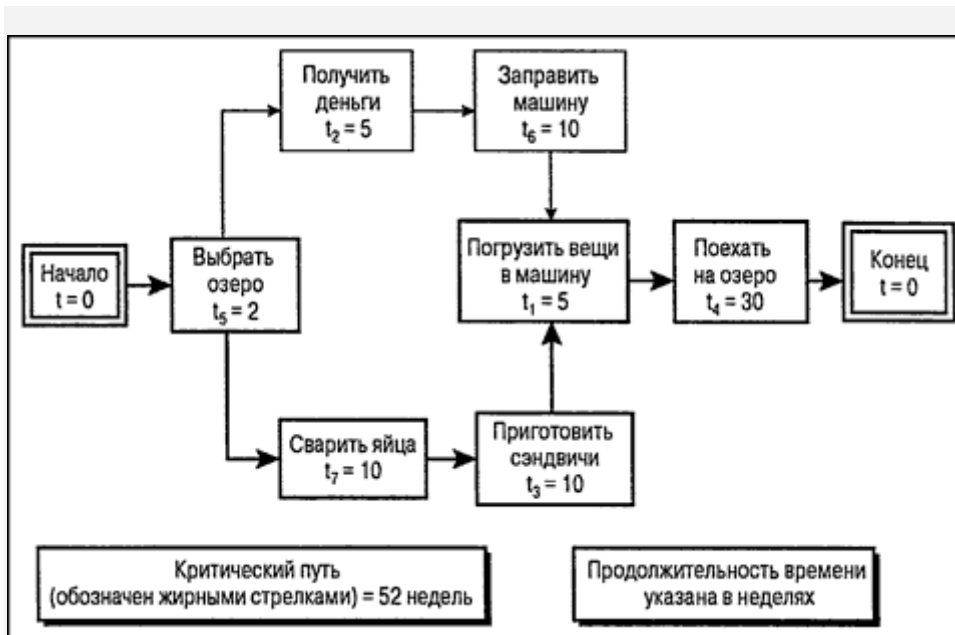 Получить
деньги
t₂ = 5
Заправить
машину
t₆ = 10
Начало
t = 0
Выбрать
озеро
t₅ = 2
Погрузить вещи
в машину
t₁ = 5
Поехать
на озеро
t₄ = 30
Конец
t = 0
Сварить яйца
t₇ = 10
Приготовить
сэндвичи
t₃ = 10
Критический путь
(обозначен жирными стрелками) = 52 недель
Продолжительность времени
указана в неделях